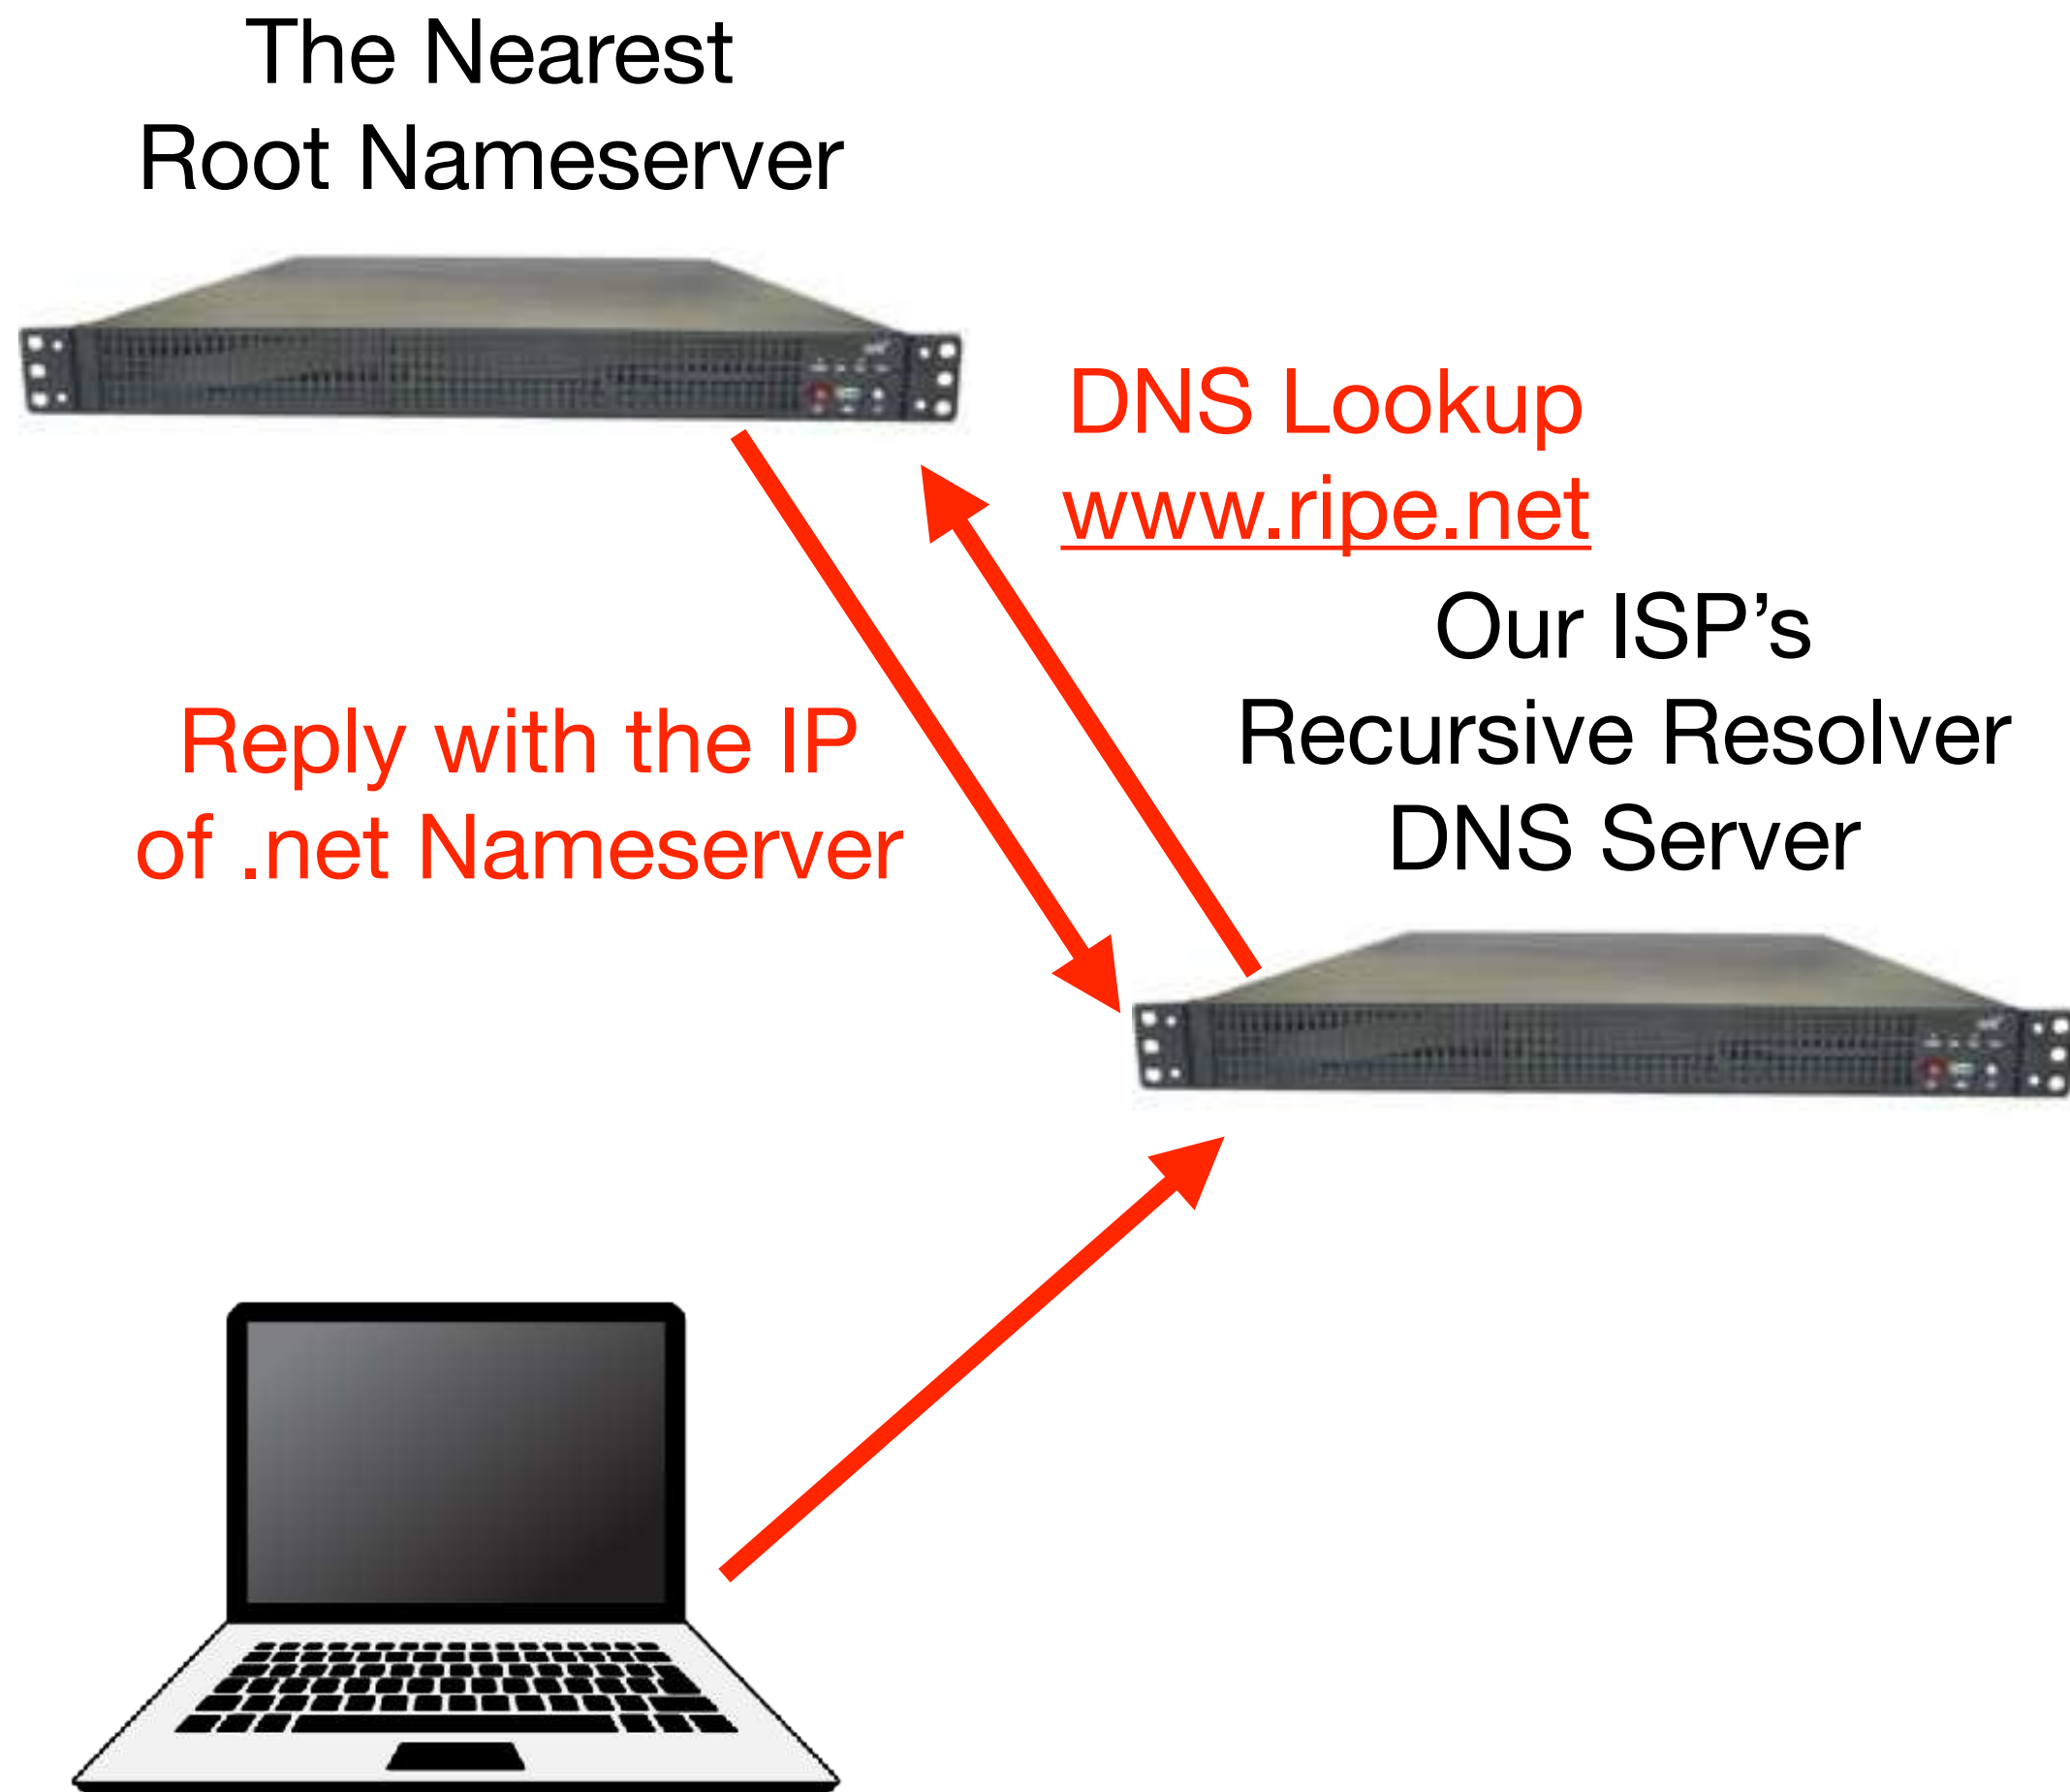 The Nearest
Root Nameserver
DNS Lookup
www.ripe.net
Our ISP’s
Recursive Resolver
DNS Server
Reply with the IP
of .net Nameserver